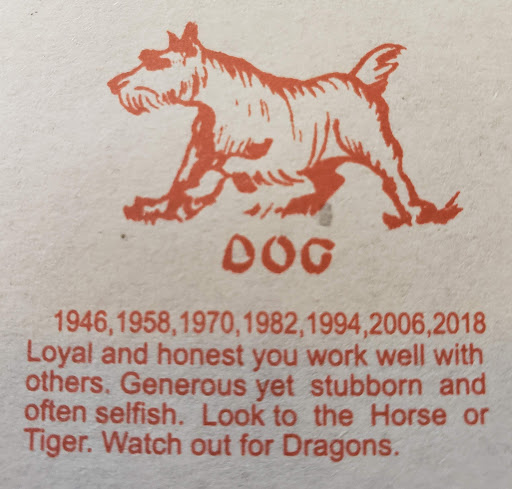 DOG
1946,1958,1970,1982,1994,2006,2018
Loyal and honest you work well with
others. Generous yet stubborn and
often selfish. Look to the Horse or
Tiger. Watch out for Dragons.